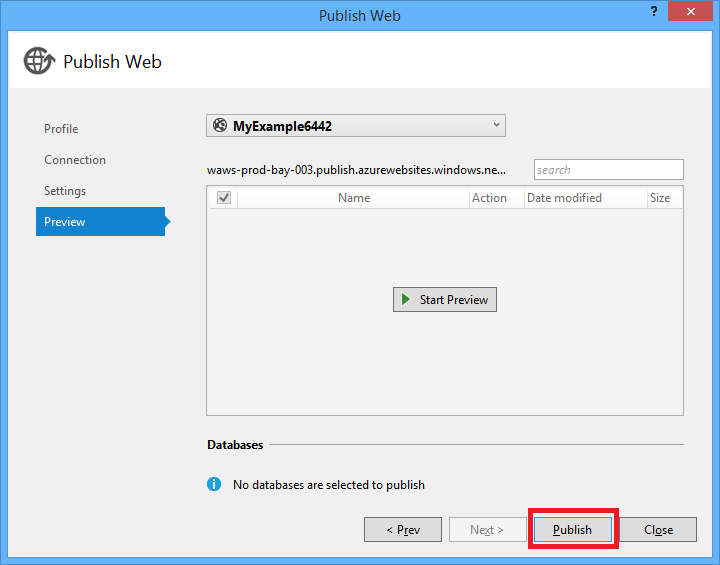 Publish Web
?
Publish Web
Profile
Connection
Settings
Preview
MyExample6442
waws-prod-bay-003.publish.azurewebsites.windows.ne...
search
Name Action Date modified Size
Start Preview
Databases
No databases are selected to publish
< Prev Next > Publish Close